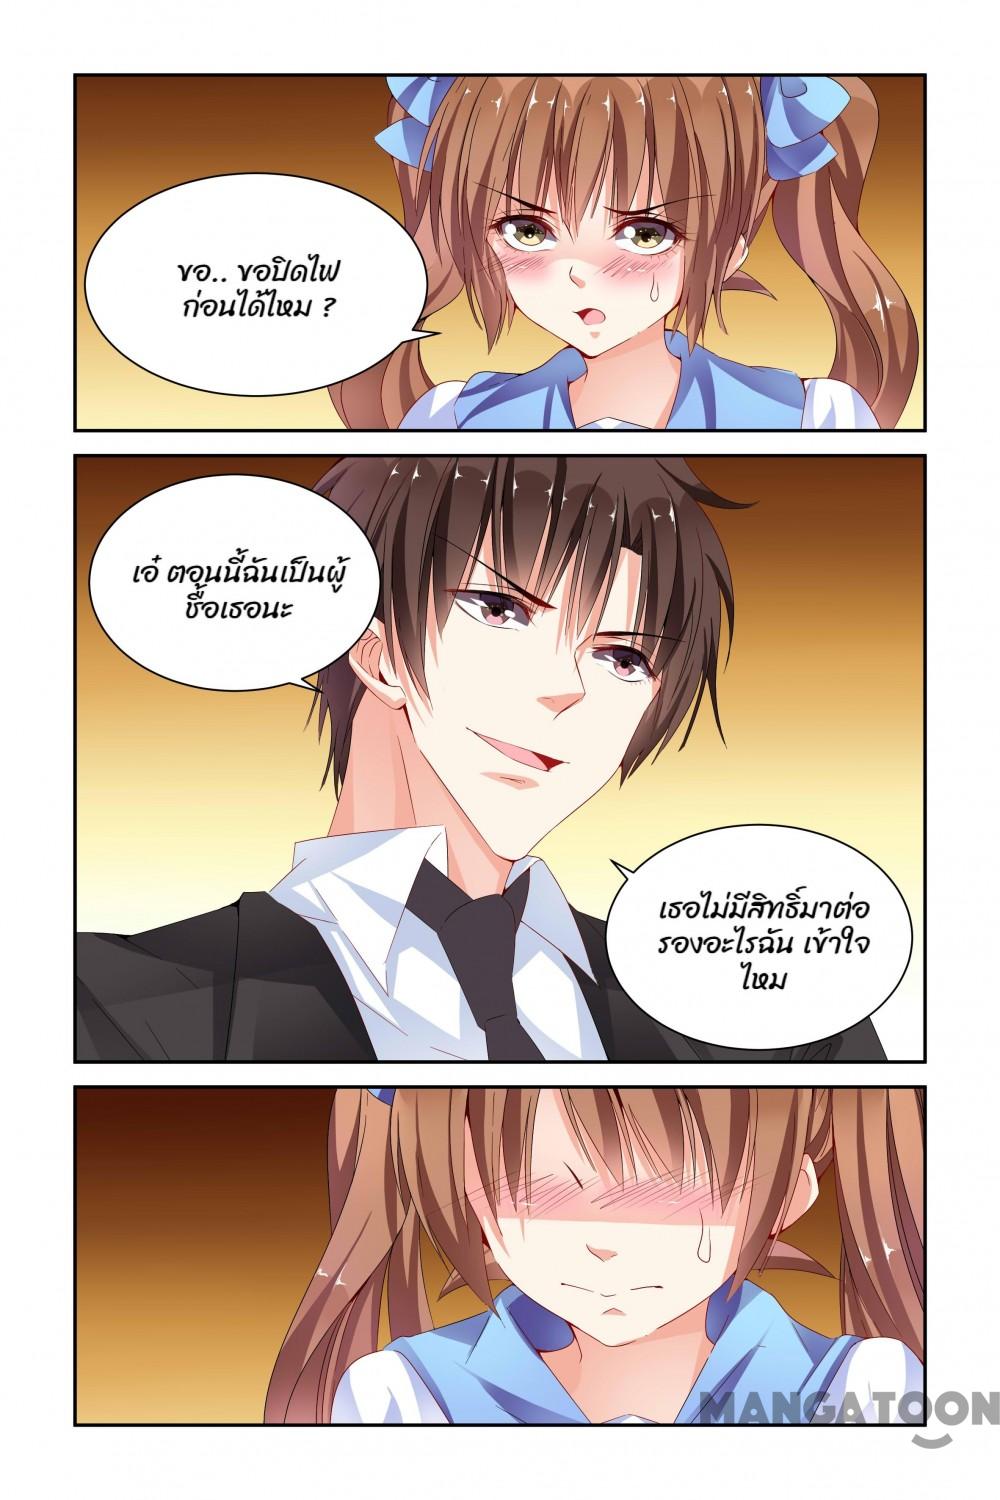 ขอ.. ขอปิดไฟ
ก่อนได้ไหม ?
เอ๋ ตอนนี้ฉันเป็นผู้
ซื้อเธอนะ
เธอไม่มีสิทธิ์มาต่อ
รองอะไรฉัน เข้าใจ
ไหม
MANGATOON